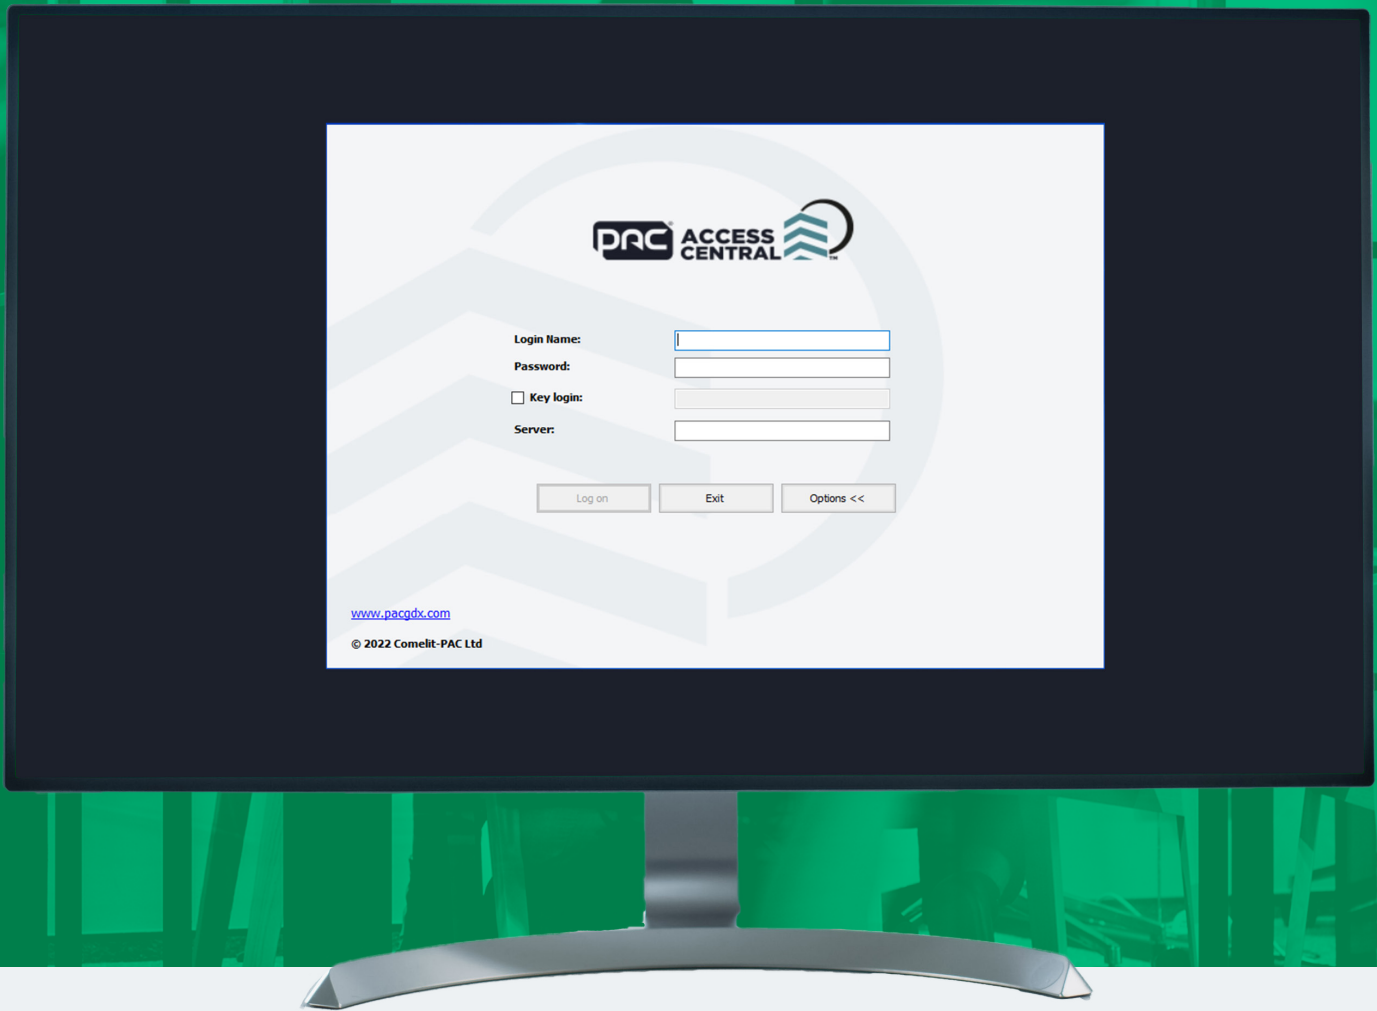 PAC®
ACCESS
CENTRAL™
Login Name:
Password:
Key login:
Server:
Log on
Exit
Options <<
www.pacgdx.com
© 2022 Comelit-PAC Ltd